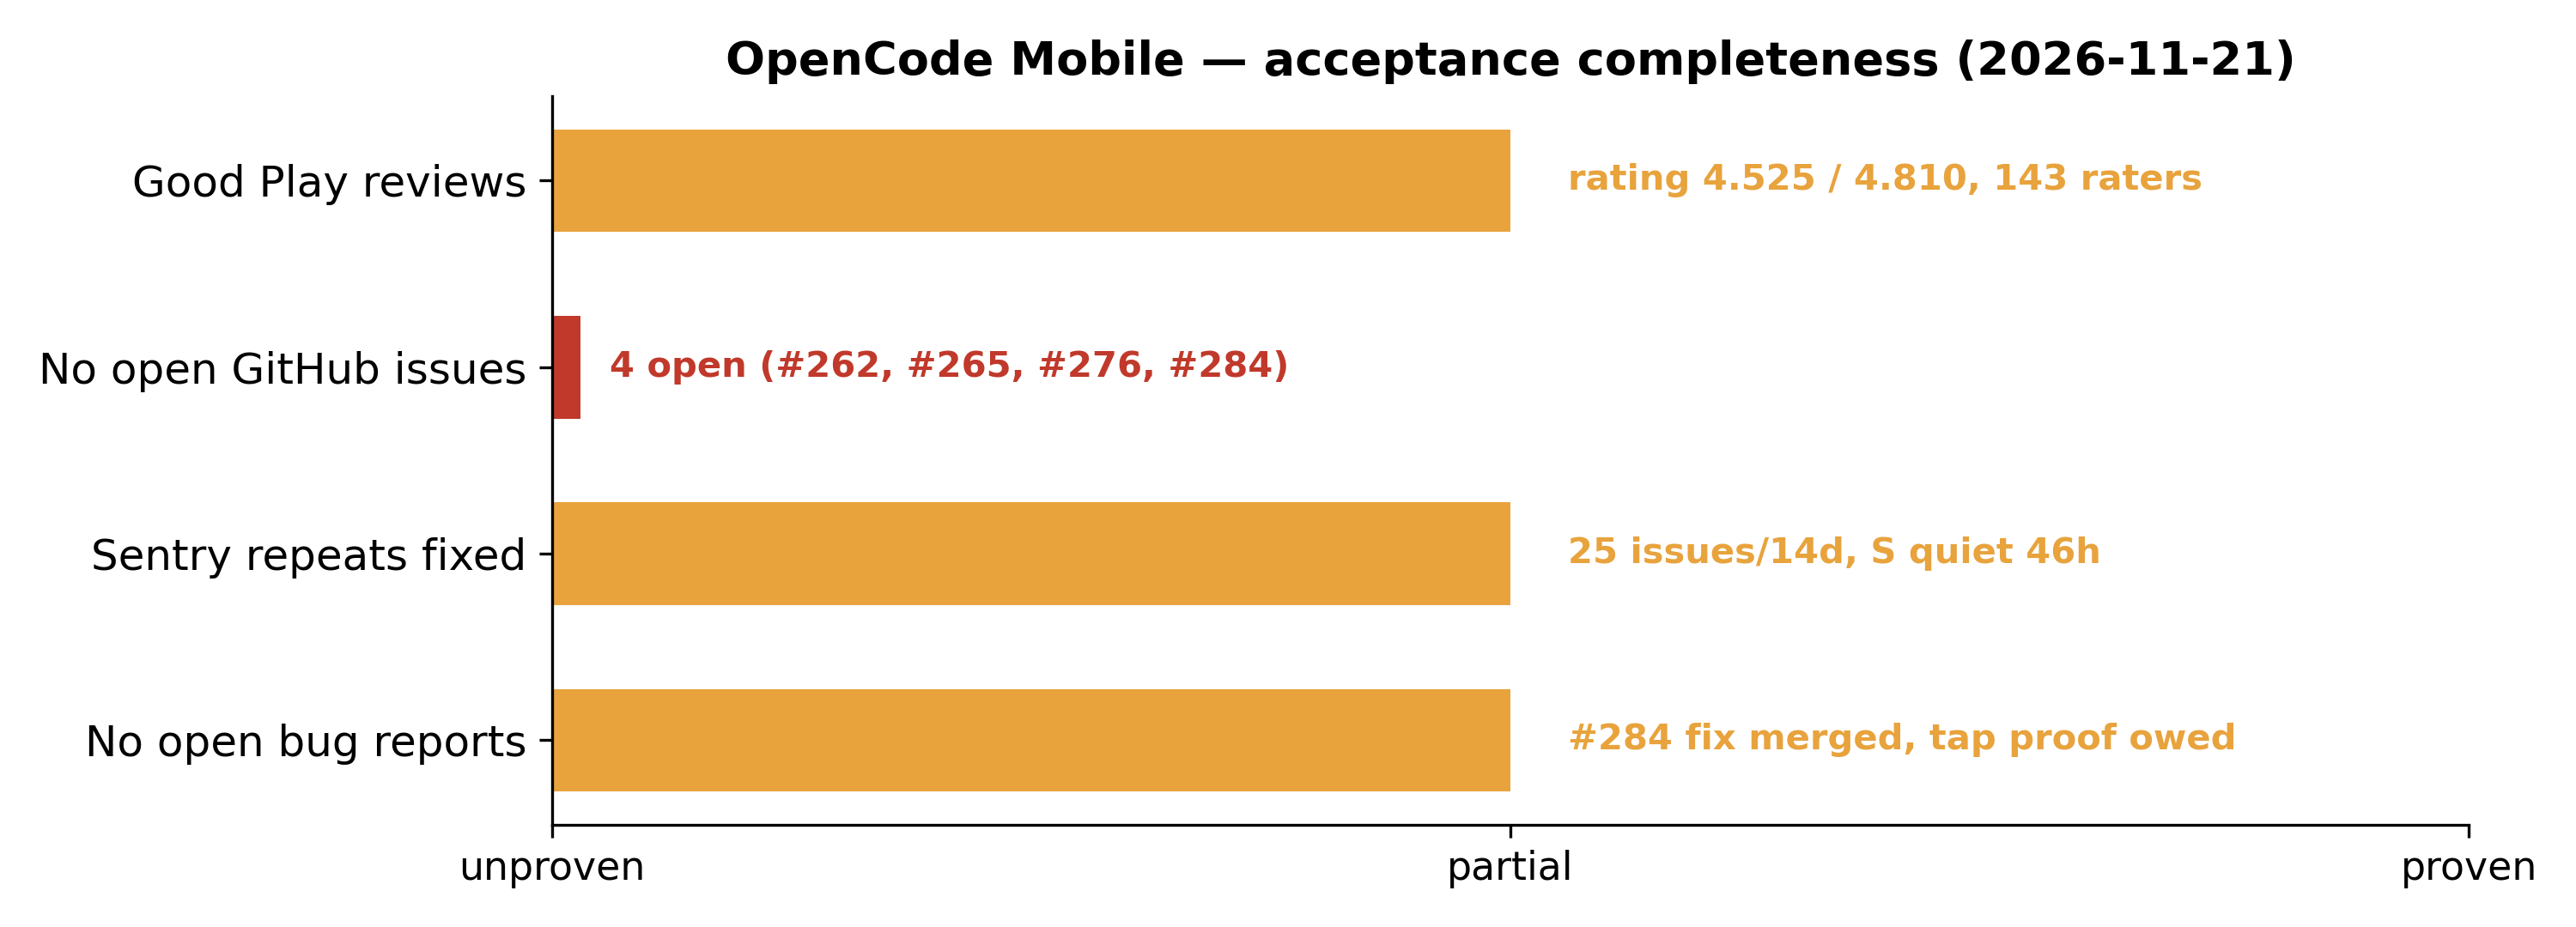 OpenCode Mobile — acceptance completeness (2026-11-21)
Good Play reviews
rating 4.525 / 4.810, 143 raters
No open GitHub issues
4 open (#262, #265, #276, #284)
Sentry repeats fixed
25 issues/14d, S quiet 46h
No open bug reports
#284 fix merged, tap proof owed
unproven
partial
proven